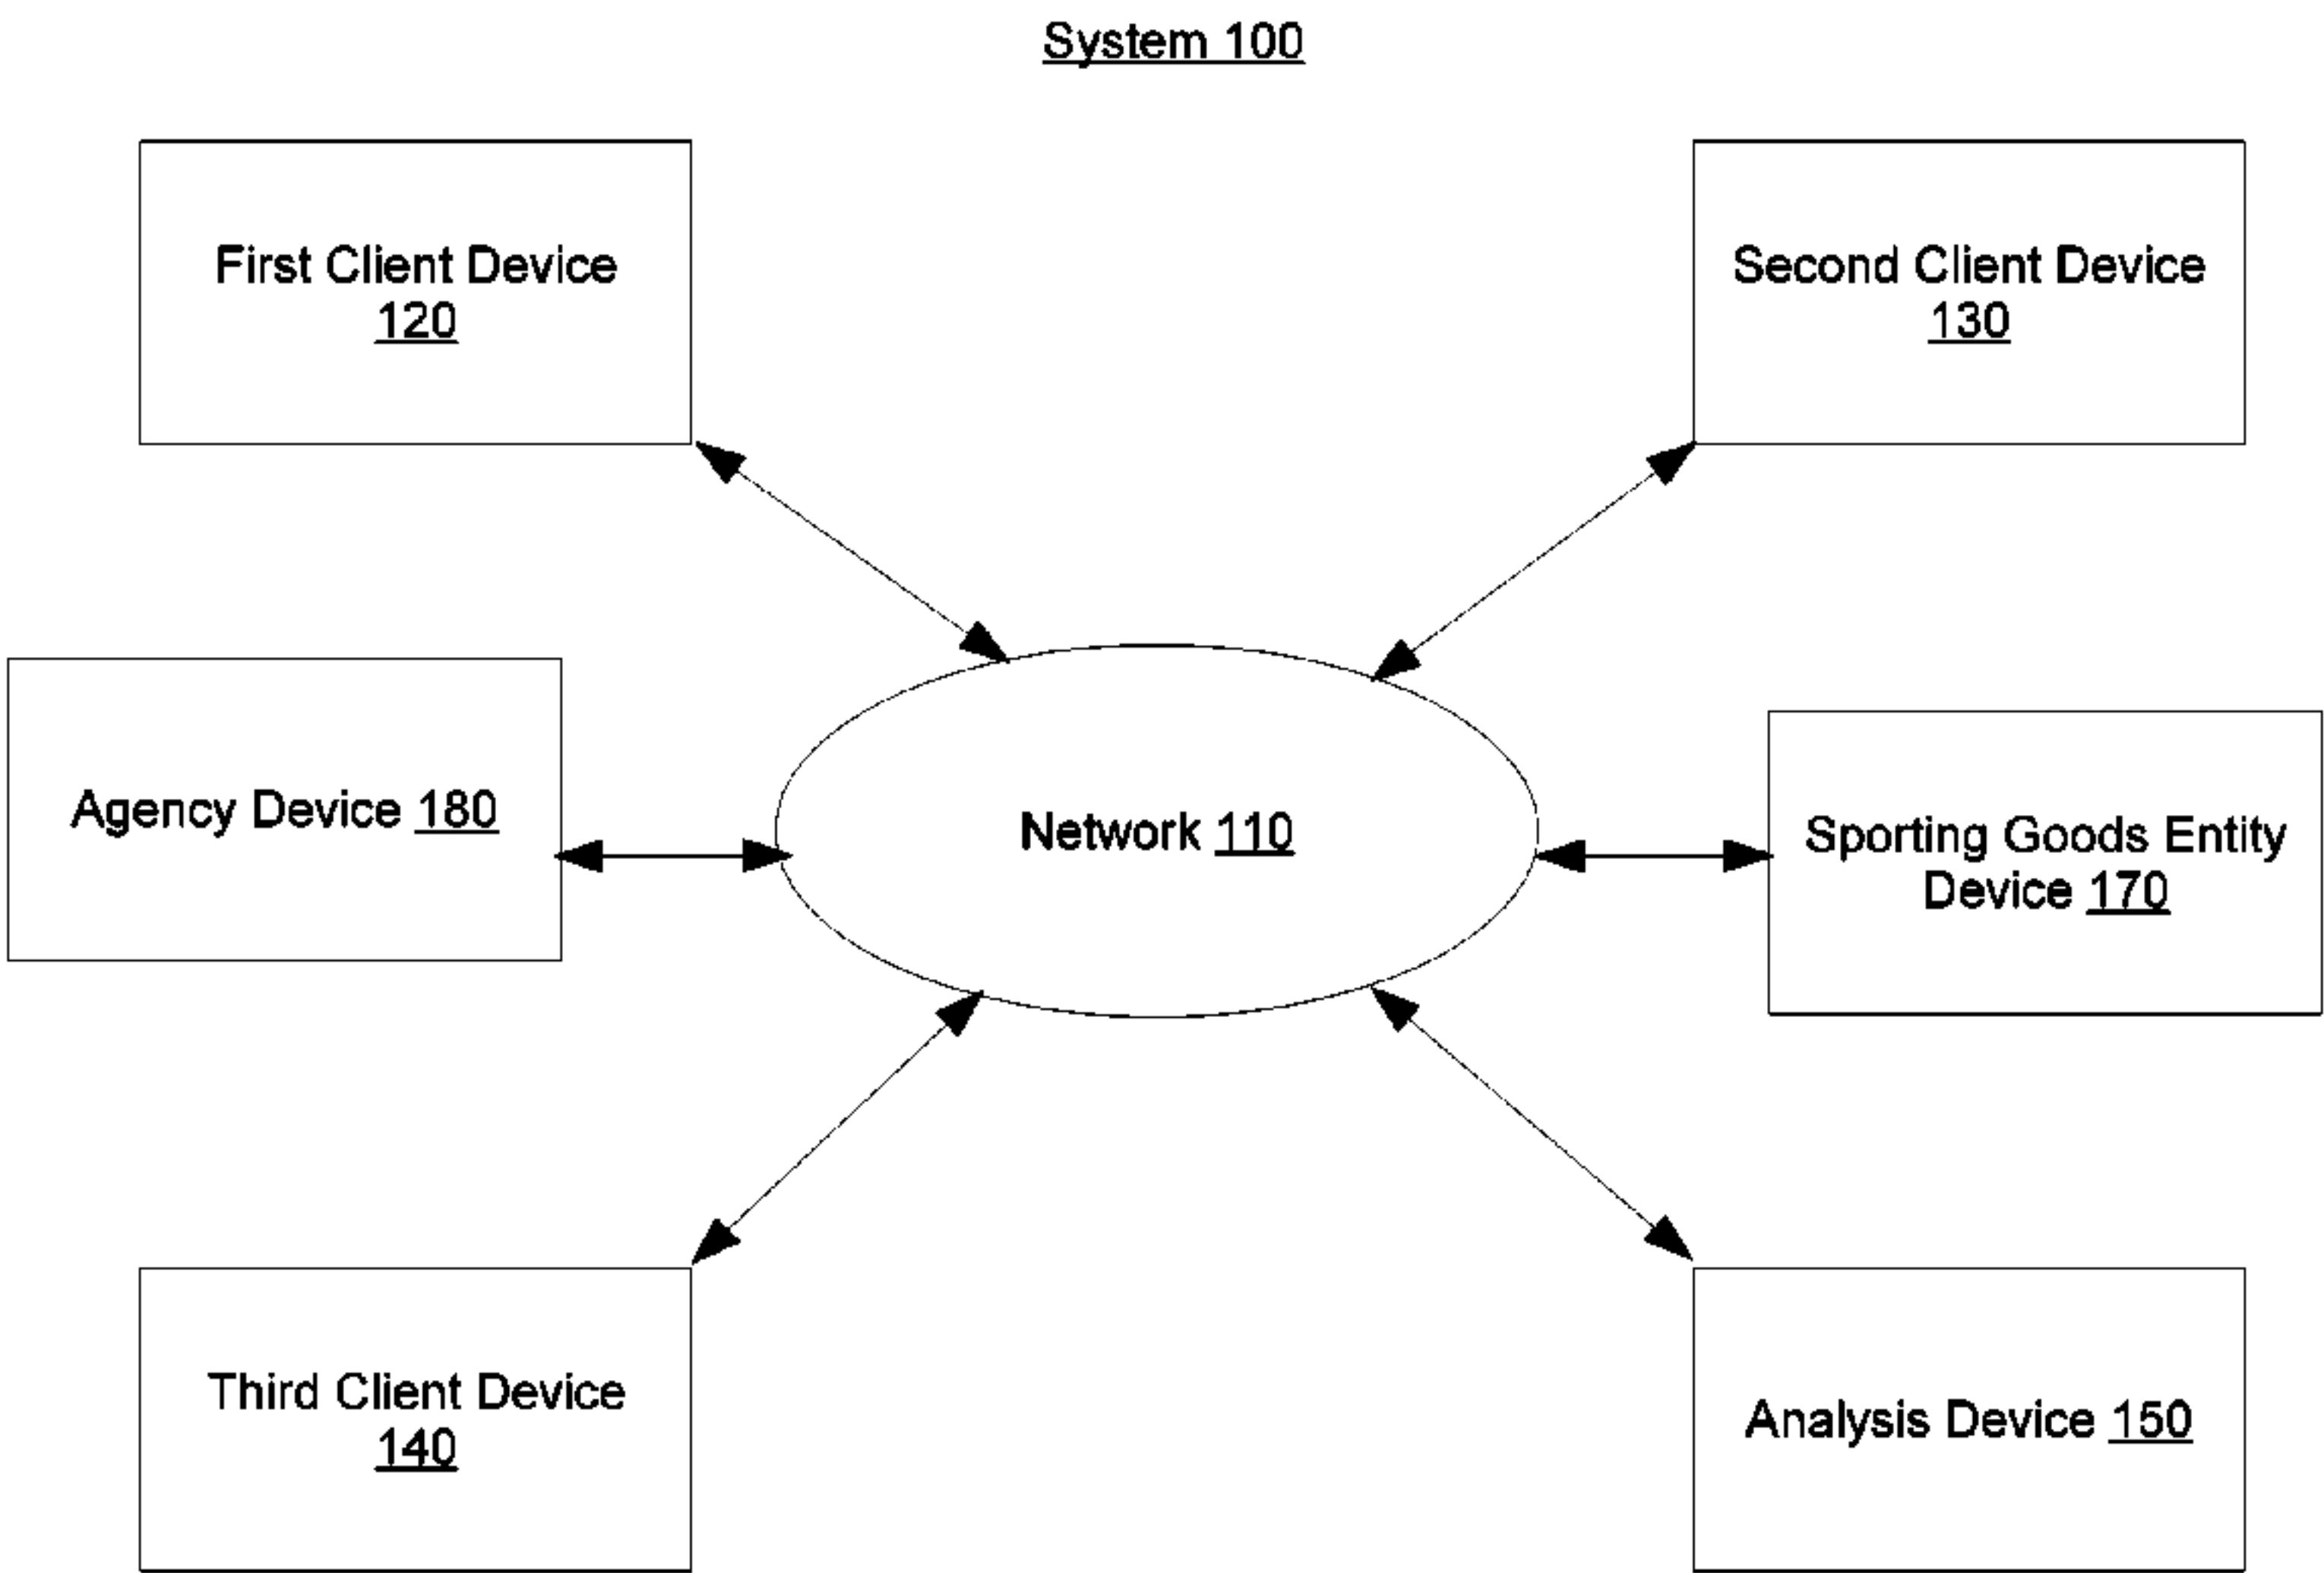 System 100
First Client Device
120
Second Client Device
130
Agency Device 180
Network 110
Sporting Goods Entity
Device 170
Third Client Device
140
Analysis Device 150